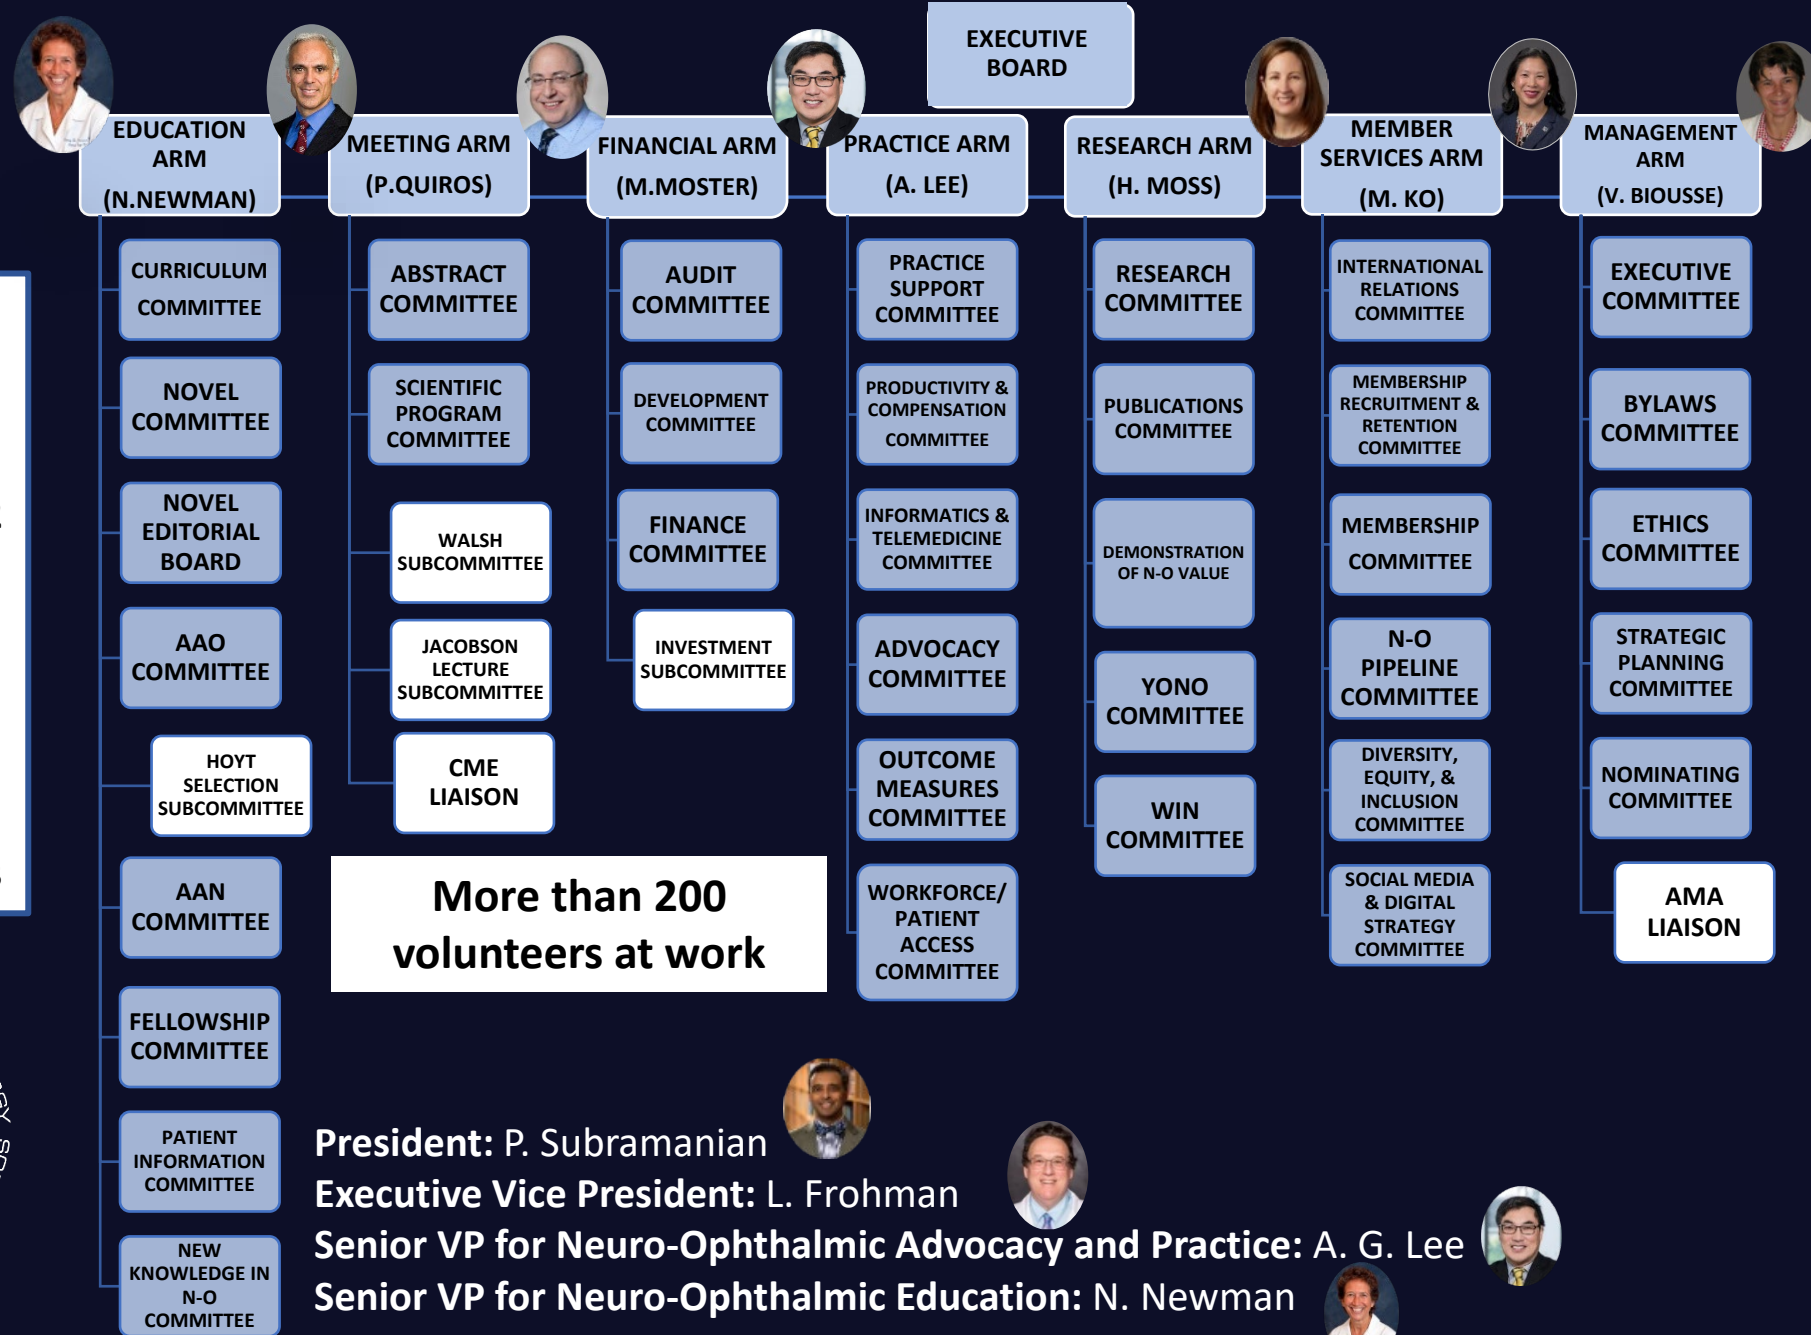 EXECUTIVE
BOARD
EDUCATION
ARM
(N.NEWMAN)
MEETING ARM
(P.QUIROS)
FINANCIAL ARM
(M.MOSTER)
PRACTICE ARM
(A. LEE)
RESEARCH ARM
(H. MOSS)
MEMBER
SERVICES ARM
(M. KO)
MANAGEMENT
ARM
(V. BIOUSSE)
CURRICULUM
COMMITTEE
NOVEL
COMMITTEE
NOVEL
EDITORIAL
BOARD
AAO
COMMITTEE
HOYT
SELECTION
SUBCOMMITTEE
AAN
COMMITTEE
FELLOWSHIP
COMMITTEE
PATIENT
INFORMATION
COMMITTEE
NEW
KNOWLEDGE IN
N-O
COMMITTEE
ABSTRACT
COMMITTEE
SCIENTIFIC
PROGRAM
COMMITTEE
WALSH
SUBCOMMITTEE
JACOBSON
LECTURE
SUBCOMMITTEE
CME
LIAISON
AUDIT
COMMITTEE
DEVELOPMENT
COMMITTEE
FINANCE
COMMITTEE
INVESTMENT
SUBCOMMITTEE
PRACTICE
SUPPORT
COMMITTEE
PRODUCTIVITY &
COMPENSATION
COMMITTEE
INFORMATICS &
TELEMEDICINE
COMMITTEE
ADVOCACY
COMMITTEE
OUTCOME
MEASURES
COMMITTEE
WORKFORCE/
PATIENT
ACCESS
COMMITTEE
RESEARCH
COMMITTEE
PUBLICATIONS
COMMITTEE
DEMONSTRATION
OF N-O VALUE
YONO
COMMITTEE
WIN
COMMITTEE
INTERNATIONAL
RELATIONS
COMMITTEE
MEMBERSHIP
RECRUITMENT &
RETENTION
COMMITTEE
MEMBERSHIP
COMMITTEE
N-O
PIPELINE
COMMITTEE
DIVERSITY,
EQUITY, &
INCLUSION
COMMITTEE
SOCIAL MEDIA
& DIGITAL
STRATEGY
COMMITTEE
EXECUTIVE
COMMITTEE
BYLAWS
COMMITTEE
ETHICS
COMMITTEE
STRATEGIC
PLANNING
COMMITTEE
NOMINATING
COMMITTEE
AMA
LIAISON
More than 200
volunteers at work
President: P. Subramanian
Executive Vice President: L. Frohman
Senior VP for Neuro-Ophthalmic Advocacy and Practice: A. G. Lee
Senior VP for Neuro-Ophthalmic Education: N. Newman